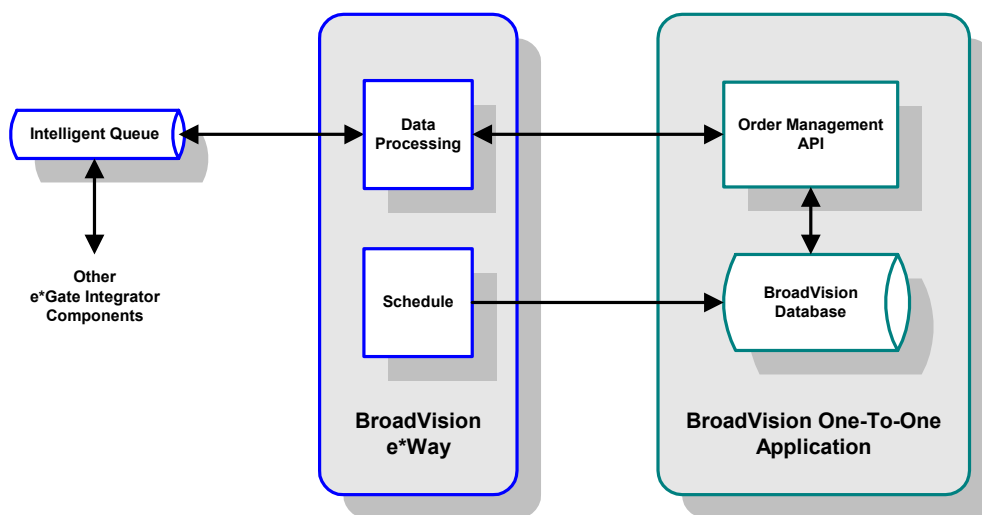 Intelligent Queue
Other
e*Gate Integrator
Components
Data
Processing
Schedule
BroadVision
e*Way
Order Management
API
BroadVision
Database
BroadVision One-To-One
Application